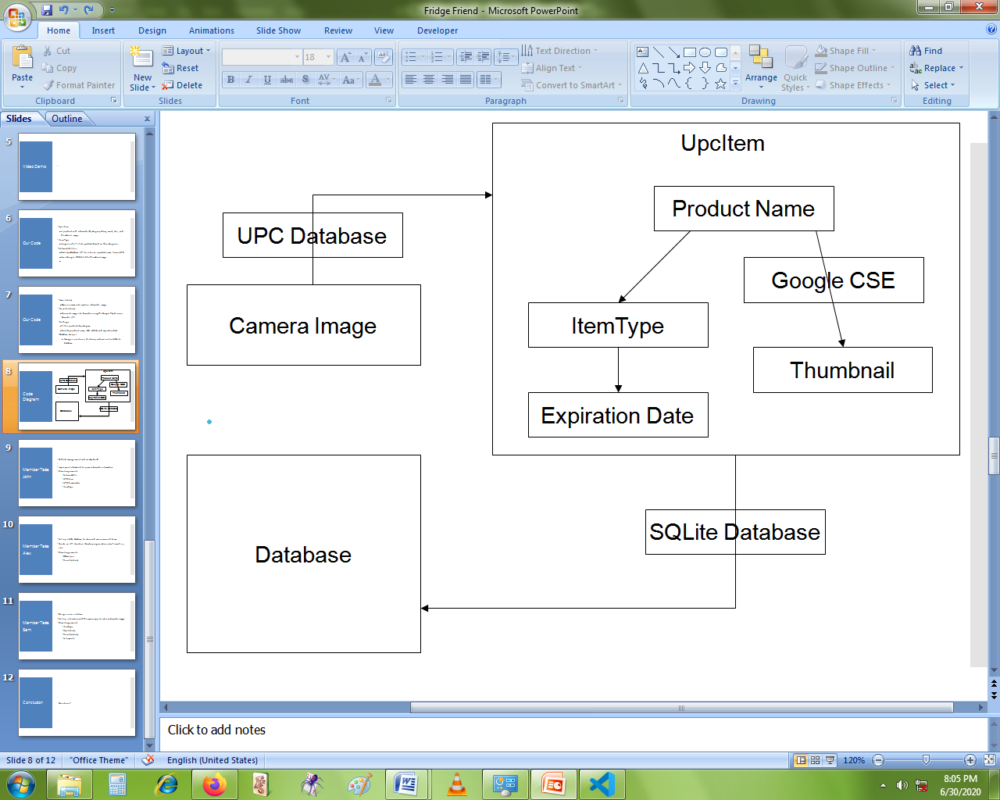 Fridge Friend - Microsoft PowerPoint
Home
Insert
Design
Animations
Slide Show
Review
View
Developer
Paste
Cut
Copy
Format Painter
Clipboard
New
Slide
Layout
Reset
Delete
Slides
18
Font
Text Direction
Align Text
Convert to SmartArt
Paragraph
Arrange
Quick
Styles
Shape Fill
Shape Outline
Shape Effects
Drawing
Find
Replace
Select
Editing
Slides
Outline
5
Video Demo
6
Our Code
7
Our Code
8
Code
Diagram
9
Member Tasks
John
10
Member Tasks
Alex
11
Member Tasks
Sam
12
Conclusion
UpcItem
Product Name
UPC Database
Google CSE
Camera Image
ItemType
Thumbnail
Expiration Date
Database
SQLite Database
Click to add notes
Slide 8 of 12
"Office Theme"
English (United States)
120%
8:05 PM
6/30/2020